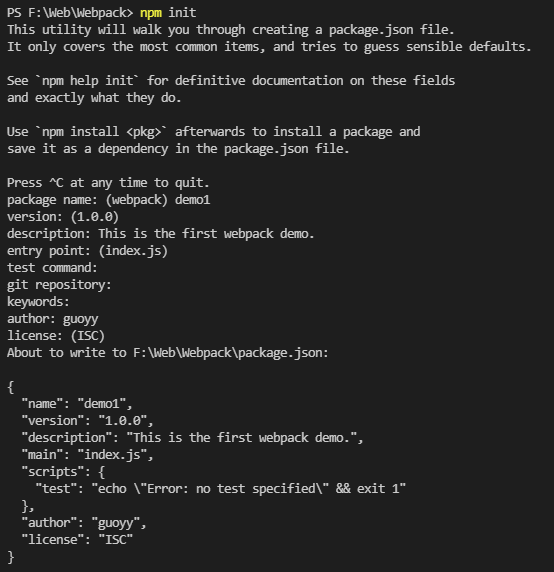 PS F:\Web\Webpack> npm init
This utility will walk you through creating a package.json file.
It only covers the most common items, and tries to guess sensible defaults.

See `npm help init` for definitive documentation on these fields
and exactly what they do.

Use `npm install <pkg>` afterwards to install a package and
save it as a dependency in the package.json file.

Press ^C at any time to quit.
package name: (webpack) demo1
version: (1.0.0)
description: This is the first webpack demo.
entry point: (index.js)
test command:
git repository:
keywords:
author: guoyy
license: (ISC)
About to write to F:\Web\Webpack\package.json:

{
  "name": "demo1",
  "version": "1.0.0",
  "description": "This is the first webpack demo.",
  "main": "index.js",
  "scripts": {
    "test": "echo \"Error: no test specified\" && exit 1"
  },
  "author": "guoyy",
  "license": "ISC"
}